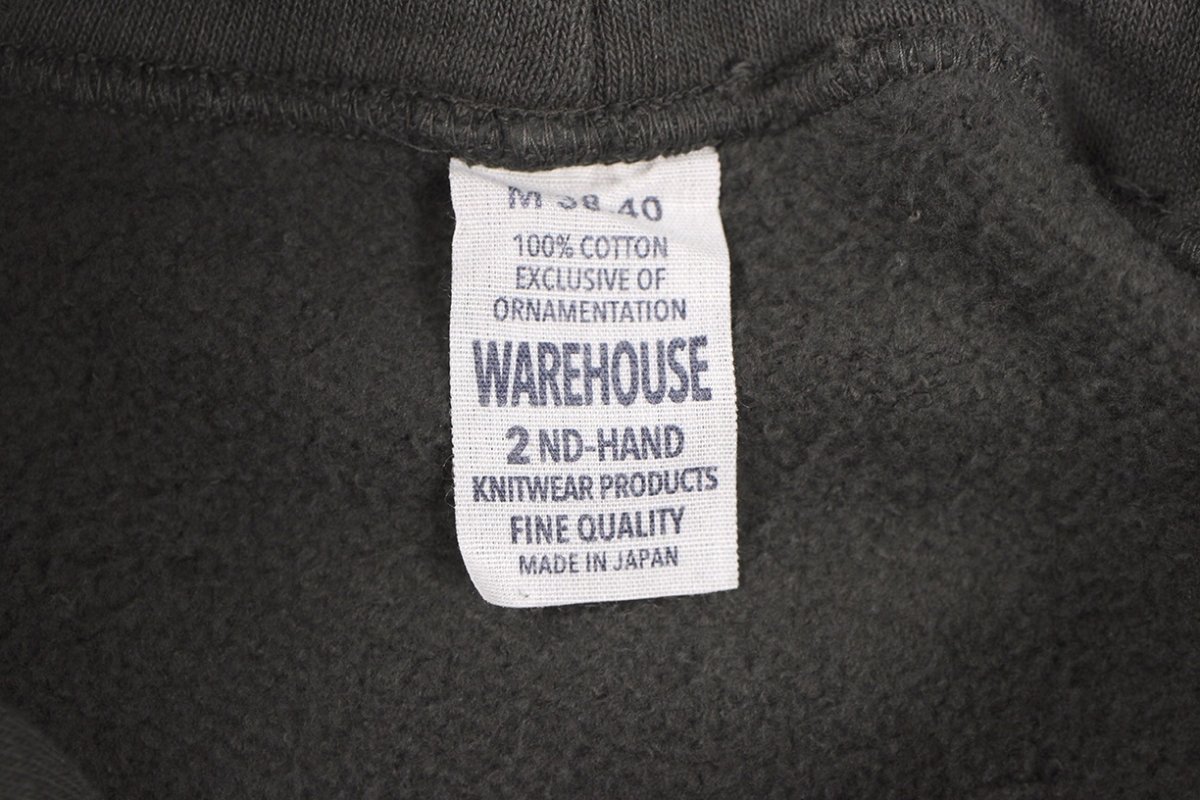 M 38-40
100% COTTON
EXCLUSIVE OF
ORNAMENTATION
WAREHOUSE
2 ND-HAND
KNITWEAR PRODUCTS
FINE QUALITY
MADE IN JAPAN